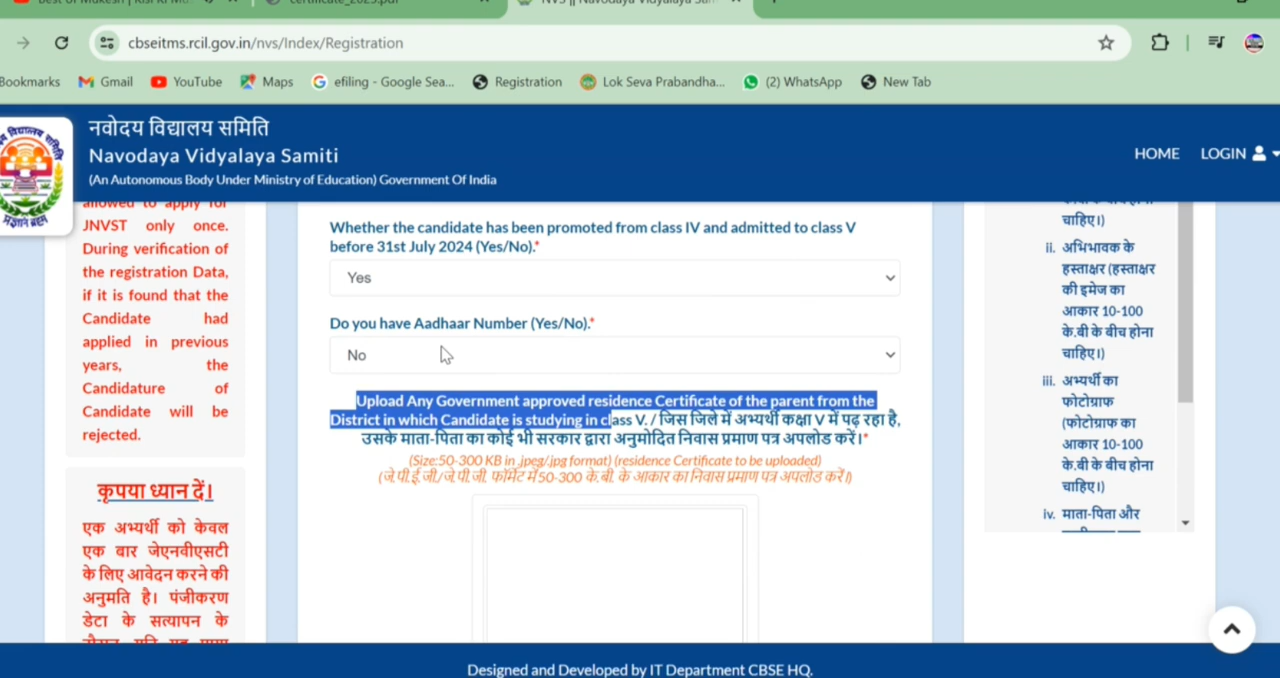 certificate_2025.pdf
cbseitms.rcil.gov.in/nvs/Index/Registration
Bookmarks Gmail YouTube Maps efiling - Google Sea... Registration Lok Seva Prabandha... (2) WhatsApp New Tab
नवोदय विद्यालय समिति
Navodaya Vidyalaya Samiti
(An Autonomous Body Under Ministry of Education) Government Of India
HOME LOGIN
allowed to apply for
JNVST only once.
During verification of
the registration Data,
if it is found that the
Candidate had
applied in previous
years, the
Candidature of
Candidate will be
rejected.
कृपया ध्यान दें।
एक अभ्यर्थी को केवल
एक बार जेएनवीएसटी
के लिए आवेदन करने की
अनुमति है। पंजीकरण
डेटा के सत्यापन के
Whether the candidate has been promoted from class IV and admitted to class V
before 31st July 2024 (Yes/No).*
Yes
Do you have Aadhaar Number (Yes/No).*
No
Upload Any Government approved residence Certificate of the parent from the
District in which Candidate is studying in class V. / जिस जिले में अभ्यर्थी कक्षा V में पढ़ रहा है,
उसके माता-पिता का कोई भी सरकार द्वारा अनुमोदित निवास प्रमाण पत्र अपलोड करें।*
(Size:50-300 KB in .jpeg/jpg format) (residence Certificate to be uploaded)
(जे.पी.ई.जी./जे.पी.जी. फॉर्मेट में 50-300 के.बी. के आकार का निवास प्रमाण पत्र अपलोड करें।)
चाहिए।)
ii. अभिभावक के
हस्ताक्षर (हस्ताक्षर
की इमेज का
आकार 10-100
के.बी के बीच होना
चाहिए।)
iii. अभ्यर्थी का
फोटोग्राफ
(फोटोग्राफ का
आकार 10-100
के.बी के बीच होना
चाहिए।)
iv. माता-पिता और
Designed and Developed by IT Department CBSE HQ.